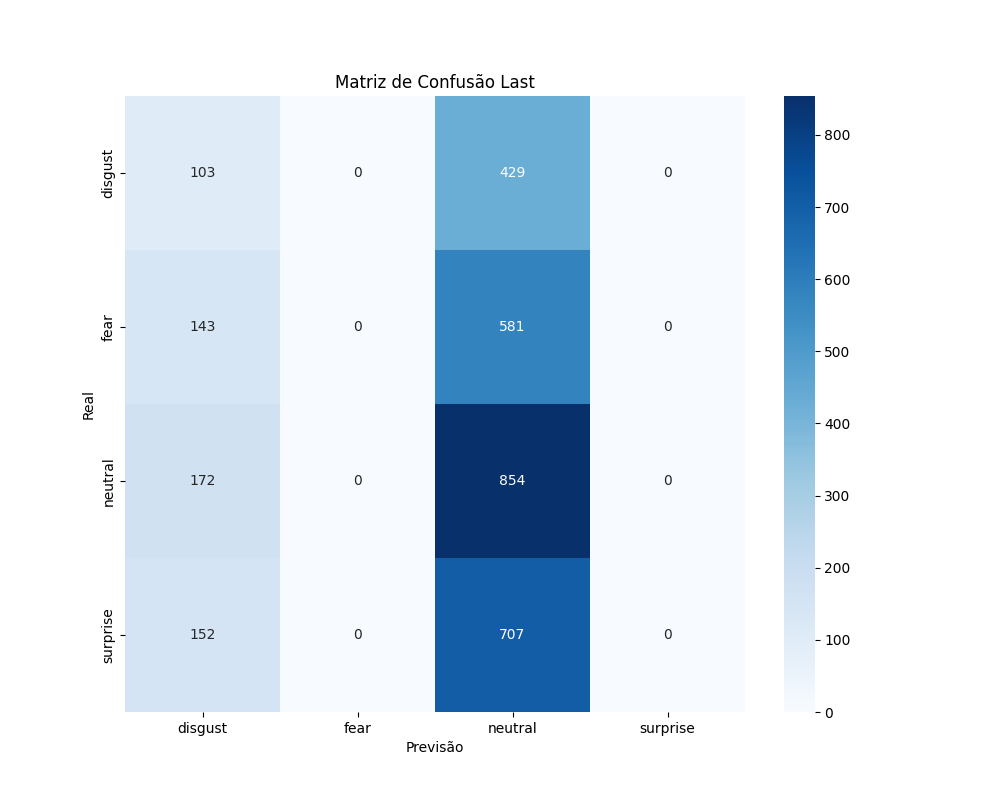 Matriz de Confusão Last
Real
disgust
103 0 429 0
fear
143 0 581 0
neutral
172 0 854 0
surprise
152 0 707 0
disgust fear neutral surprise
Previsão
800
700
600
500
400
300
200
100
0